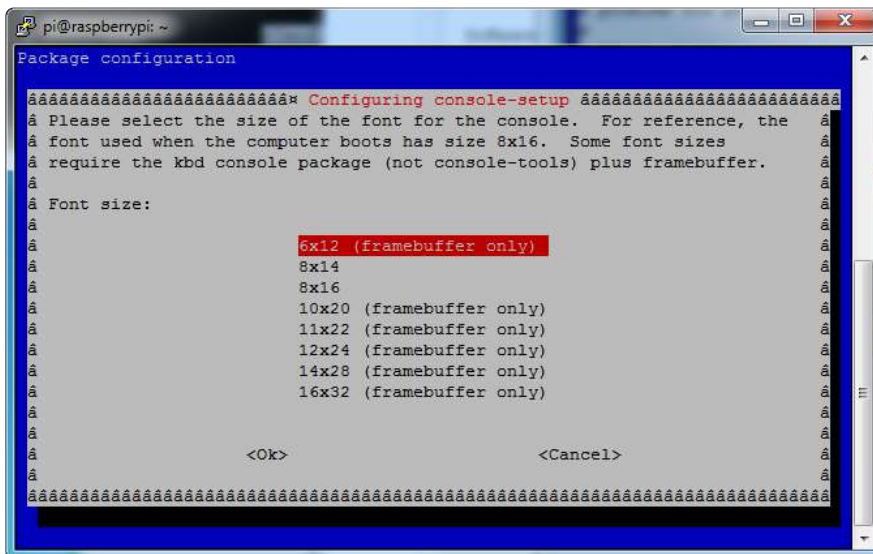 pi@raspberrypi: ~
Package configuration
âââââââââââââââââââââââââ¤ Configuring console-setup âââââââââââââââââââââââââ
â Please select the size of the font for the console.  For reference, the â
â font used when the computer boots has size 8x16.  Some font sizes â
â require the kbd console package (not console-tools) plus framebuffer. â
â â
â Font size: â
â â
â 6x12 (framebuffer only) â
â 8x14 â
â 8x16 â
â 10x20 (framebuffer only) â
â 11x22 (framebuffer only) â
â 12x24 (framebuffer only) â
â 14x28 (framebuffer only) â
â 16x32 (framebuffer only) â
â â
â â
â <Ok> <Cancel> â
â â
âââââââââââââââââââââââââââââââââââââââââââââââââââââââââââââââââââââââââââââ